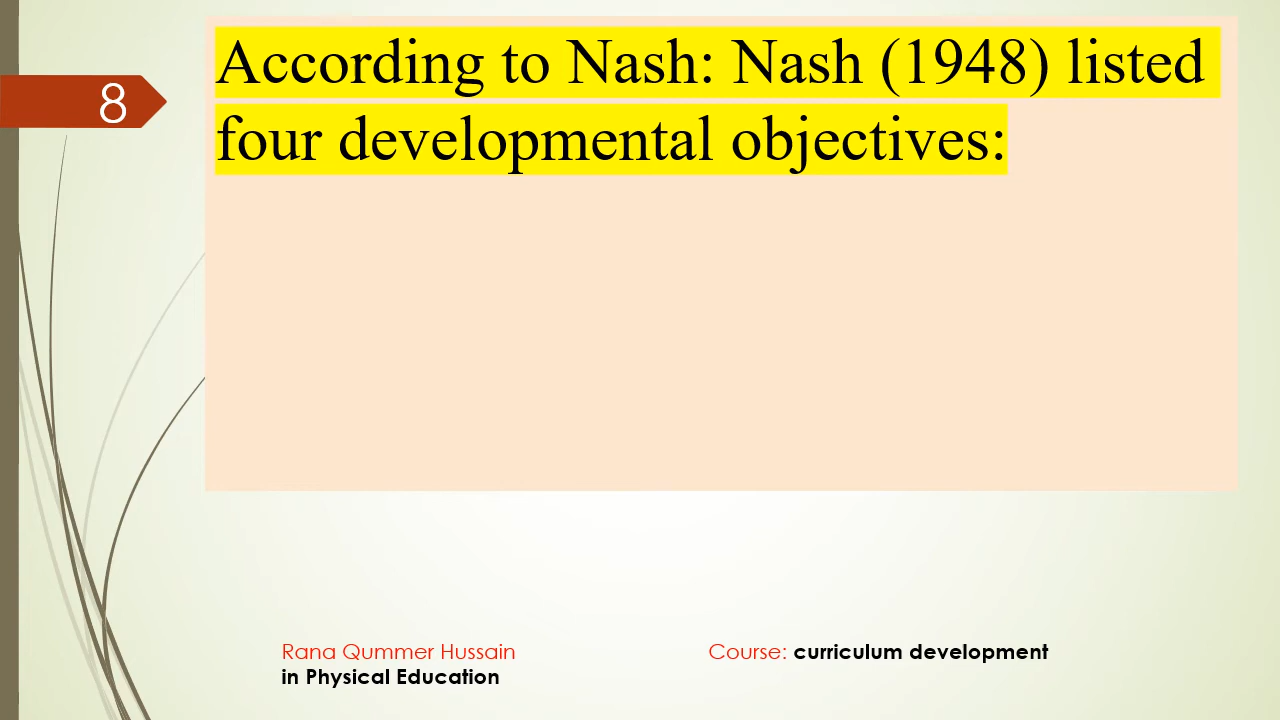 According to Nash: Nash (1948) listed
four developmental objectives:
8
Rana Qummer Hussain
in Physical Education
Course: curriculum development